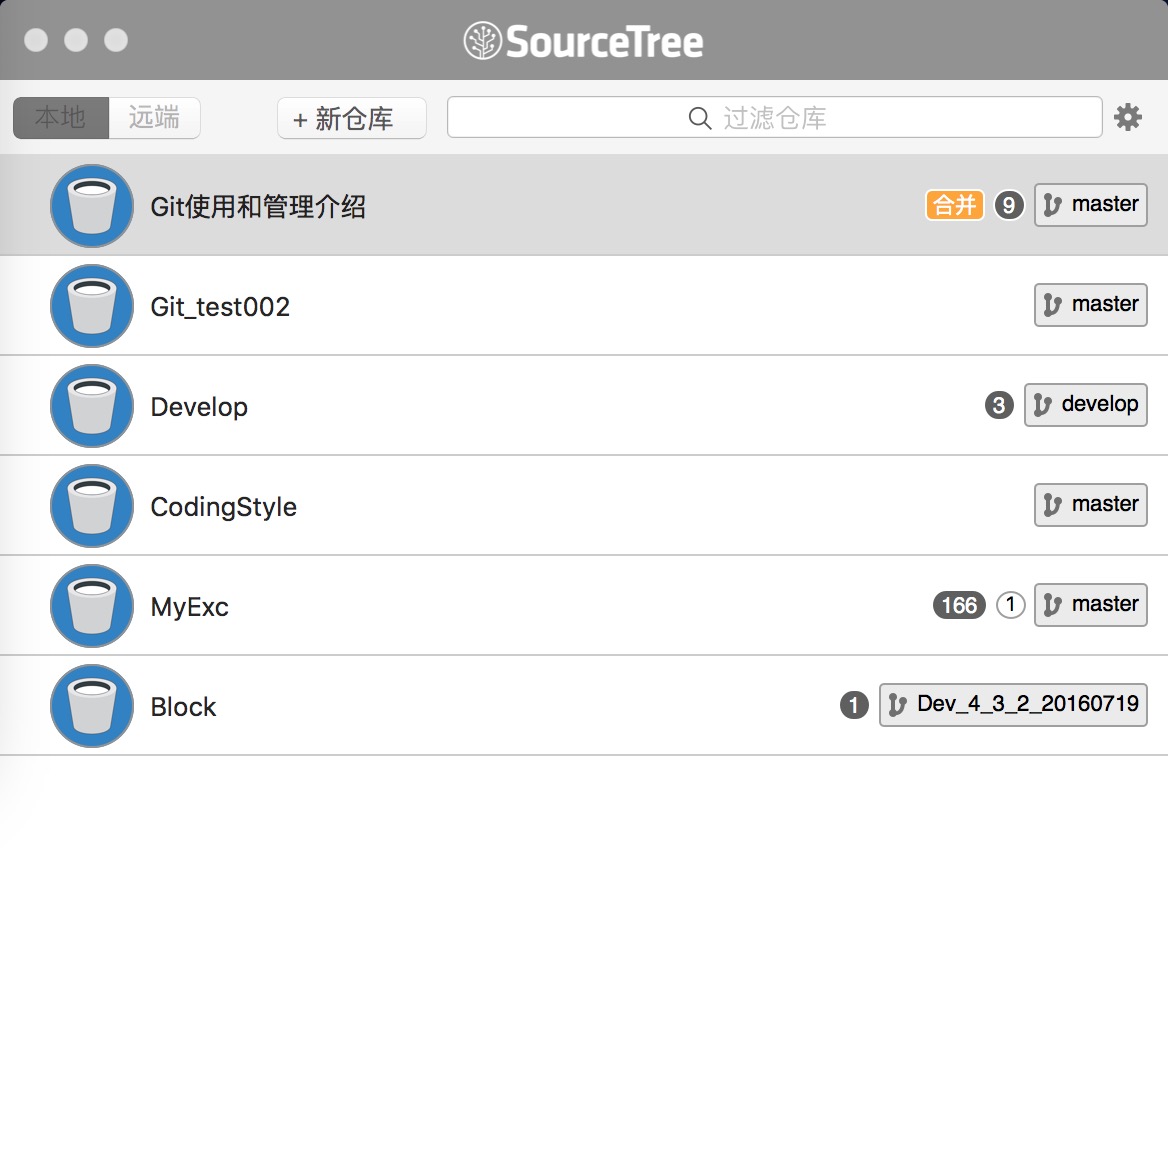 SourceTree
本地 远端 + 新仓库 过滤仓库
Git使用和管理介绍 合并 9 master
Git_test002 master
Develop 3 develop
CodingStyle master
MyExc 166 1 master
Block 1 Dev_4_3_2_20160719